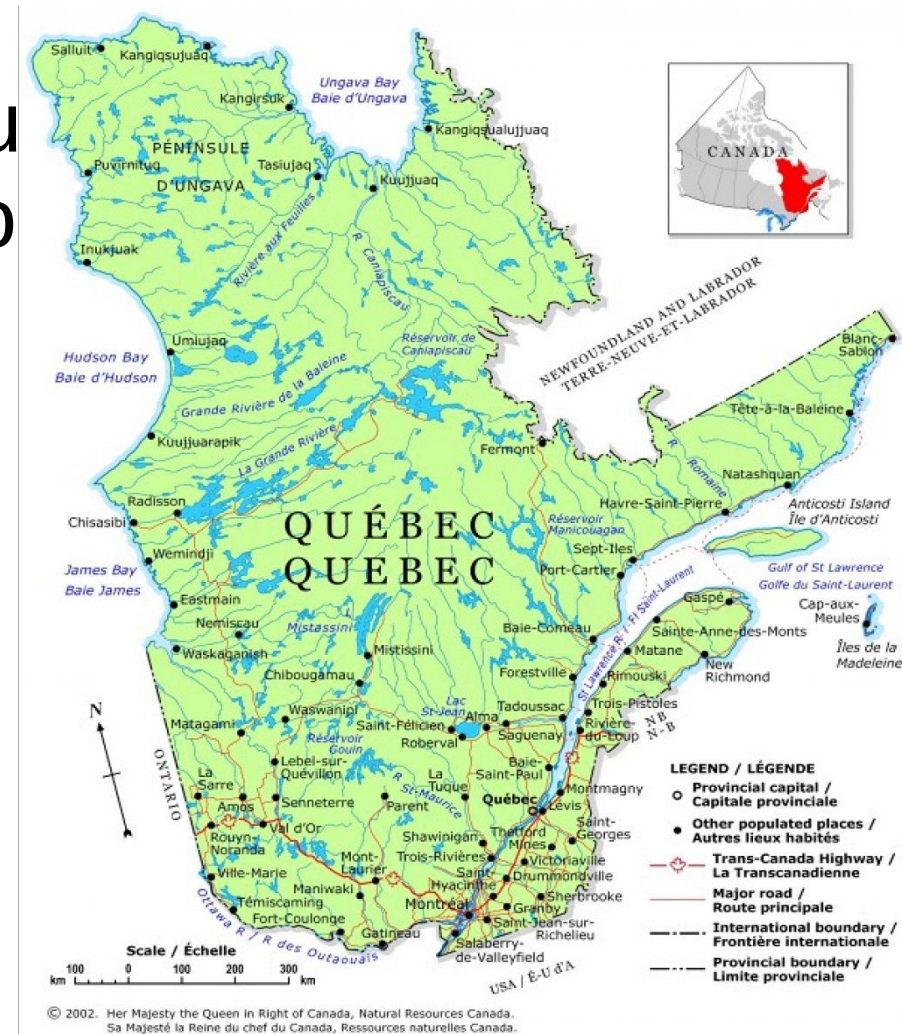 u
o
Salluit
Kangiqsujuaq
Ungava Bay
Baie d'Ungava
Kangirsuk
Kangiqsualujjuaq
PÉNINSULE
D'UNGAVA
Puvirnituq
Tasiujaq
Kuujjuaq
CANADA
Inukjuak
Rivière aux Feuilles
R Caniapiscau
NEWFOUNDLAND AND LABRADOR
TERRE-NEUVE-ET-LABRADOR
Umiujaq
Réservoir de
Caniapiscau
Blanc-
Sablon
Hudson Bay
Baie d'Hudson
Grande Rivière de la Baleine
Tête-à-la-Baleine
Kuujjuarapik
La Grande Rivière
Fermont
R Romaine
Natashquan
Radisson
Chisasibi
Havre-Saint-Pierre
Anticosti Island
Île d'Anticosti
QUÉBEC
QUEBEC
Réservoir
Manicouagan
Wemindji
Sept-Iles
Port-Cartier
James Bay
Baie James
Gulf of St Lawrence
Golfe du Saint-Laurent
Eastmain
Gaspé
Cap-aux-
Meules
Nemiscau
L
Mistassini
Baie-Comeau
St Lawrence R / Fl Saint-Laurent
Sainte-Anne-des-Monts
Îles de la
Madeleine
Waskaganish
Mistissini
Matane
New
Richmond
Chibougamau
Forestville
Rimouski
N
Waswanipi
Lac
St-Jean
Alma
Tadoussac
Trois-Pistoles
Matagami
Saint-Félicien
Roberval
Saguenay
Rivière-
du-Loup
NB
N-B
Réservoir
Gouin
ONTARIO
Lebel-sur-
Quévillon
La
Sarre
La
Tuque
Baie-
Saint-Paul
R St-Maurice
Montmagny
Amos
Senneterre
Parent
Québec
Lévis
Val d'Or
Saint-
Georges
Rouyn-
Noranda
Shawinigan
Thetford
Mines
Mont-
Laurier
Trois-Rivières
Victoriaville
Ville-Marie
Saint-
Hyacinthe
Drummondville
Maniwaki
Montréal
Sherbrooke
Témiscaming
Granby
Fort-Coulonge
Saint-Jean-sur-
Richelieu
Ottawa R / R des Outaouais
Gatineau
Salaberry-
de-Valleyfield
USA / É-U d'A
LEGEND / LÉGENDE
Provincial capital /
Capitale provinciale
Other populated places /
Autres lieux habités
Trans-Canada Highway /
La Transcanadienne
Major road /
Route principale
International boundary /
Frontière internationale
Provincial boundary /
Limite provinciale
Scale / Échelle
100 0 100 200 300
km km
© 2002. Her Majesty the Queen in Right of Canada, Natural Resources Canada.
Sa Majesté la Reine du chef du Canada, Ressources naturelles Canada.